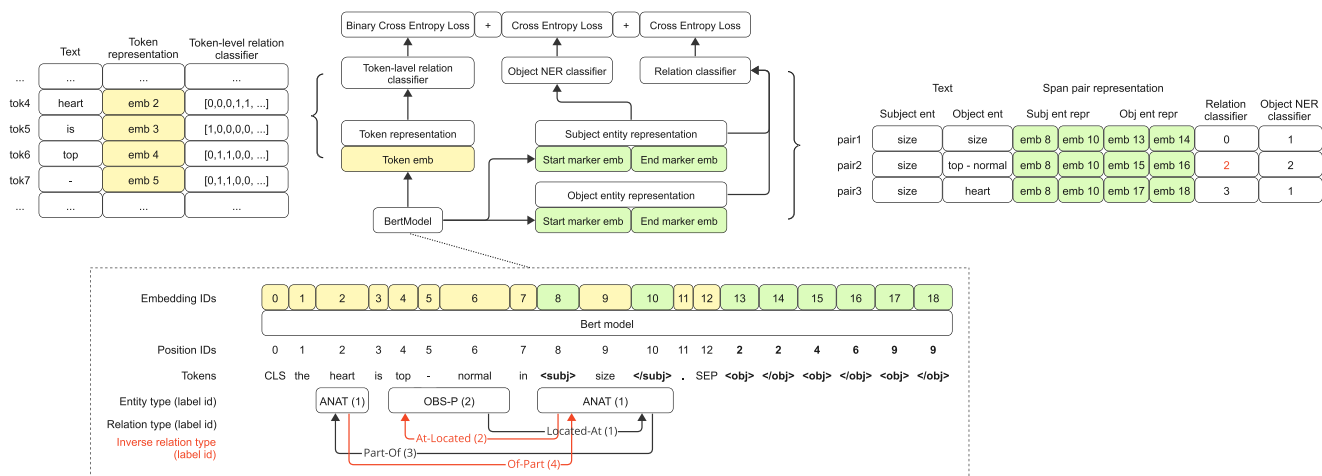 Binary Cross Entropy Loss + Cross Entropy Loss + Cross Entropy Loss
Text Token representation Token-level relation classifier
... ... ... ...
tok4 heart emb 2 [0,0,0,1,1, ...]
tok5 is emb 3 [1,0,0,0,0, ...]
tok6 top emb 4 [0,1,1,0,0, ...]
tok7 - emb 5 [0,1,1,0,0, ...]
... ... ... ...
Token-level relation classifier
Object NER classifier
Relation classifier
Token representation
Token emb
Subject entity representation
Start marker emb End marker emb
Object entity representation
Start marker emb End marker emb
BertModel
Text Span pair representation
Subject ent Object ent Subj ent repr Obj ent repr Relation classifier Object NER classifier
pair1 size size emb 8 emb 10 emb 13 emb 14 0 1
pair2 size top - normal emb 8 emb 10 emb 15 emb 16 2 2
pair3 size heart emb 8 emb 10 emb 17 emb 18 3 1
Embedding IDs 0 1 2 3 4 5 6 7 8 9 10 11 12 13 14 15 16 17 18
Bert model
Position IDs 0 1 2 3 4 5 6 7 8 9 10 11 12 2 2 4 6 9 9
Tokens CLS the heart is top - normal in <subj> size </subj> . SEP <obj> </obj> <obj> </obj> <obj> </obj>
Entity type (label id) ANAT (1) OBS-P (2) ANAT (1)
Relation type (label id) Located-At (1)
Inverse relation type (label id) At-Located (2)
Part-Of (3)
Of-Part (4)